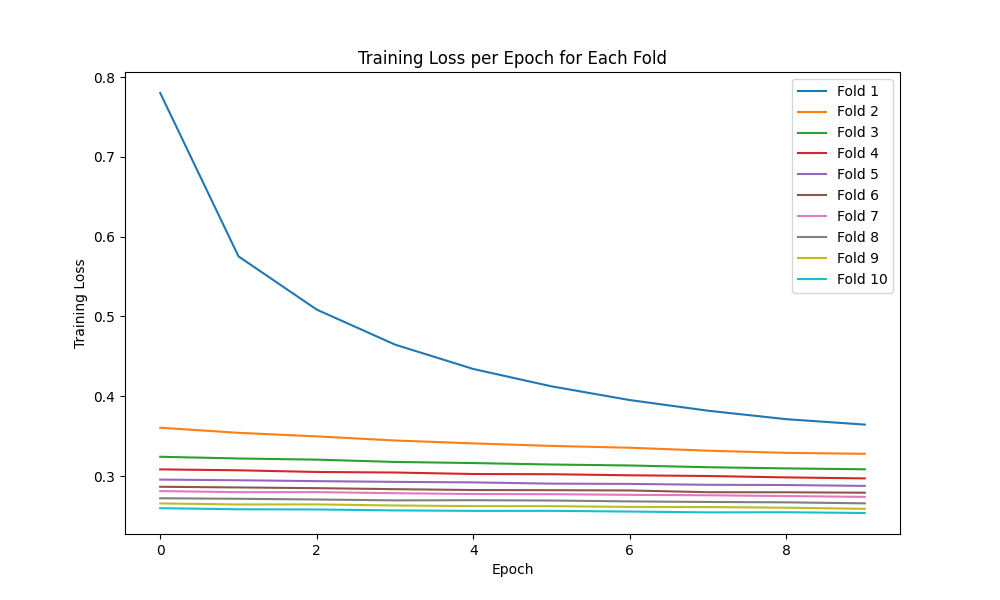 Training Loss per Epoch for Each Fold
0.8
0.7
0.6
0.5
0.4
0.3
Training Loss
0 2 4 6 8
Epoch
Fold 1
Fold 2
Fold 3
Fold 4
Fold 5
Fold 6
Fold 7
Fold 8
Fold 9
Fold 10